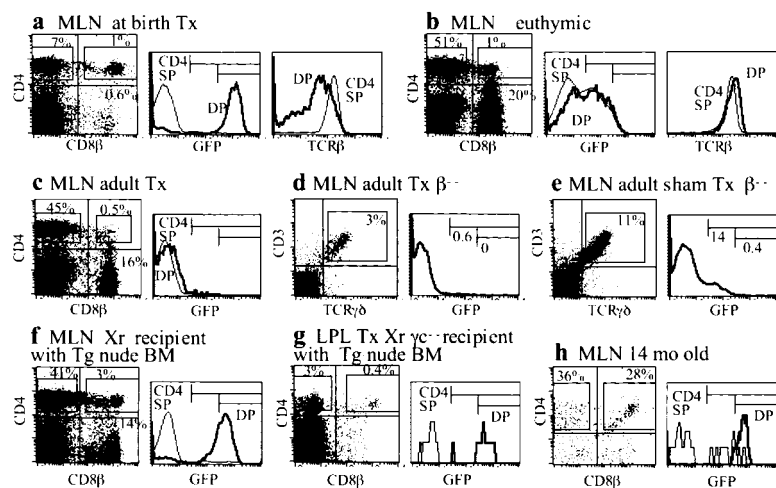 a MLN at birth Tx
b MLN euthymic
7%
1%
0.6%
CD4 SP
DP
DP
CD4 SP
51%
1%
20%
CD4 SP
DP
DP
CD4 SP
CD4
CD8β
GFP
TCRβ
CD4
CD8β
GFP
TCRβ
c MLN adult Tx
d MLN adult Tx β--
e MLN adult sham Tx β--
45%
0.5%
16%
CD4 SP
DP
3%
0.6
0
11%
14
0.4
CD4
CD8β
GFP
CD3
TCRγδ
GFP
CD3
TCRγδ
GFP
f MLN Xr recipient
with Tg nude BM
g LPL Tx Xr γc-- recipient
with Tg nude BM
h MLN 14 mo old
41%
3%
14%
CD4 SP
DP
3%
0.4%
CD4 SP
DP
36%
28%
CD4 SP
DP
CD4
CD8β
GFP
CD4
CD8β
GFP
CD4
CD8β
GFP